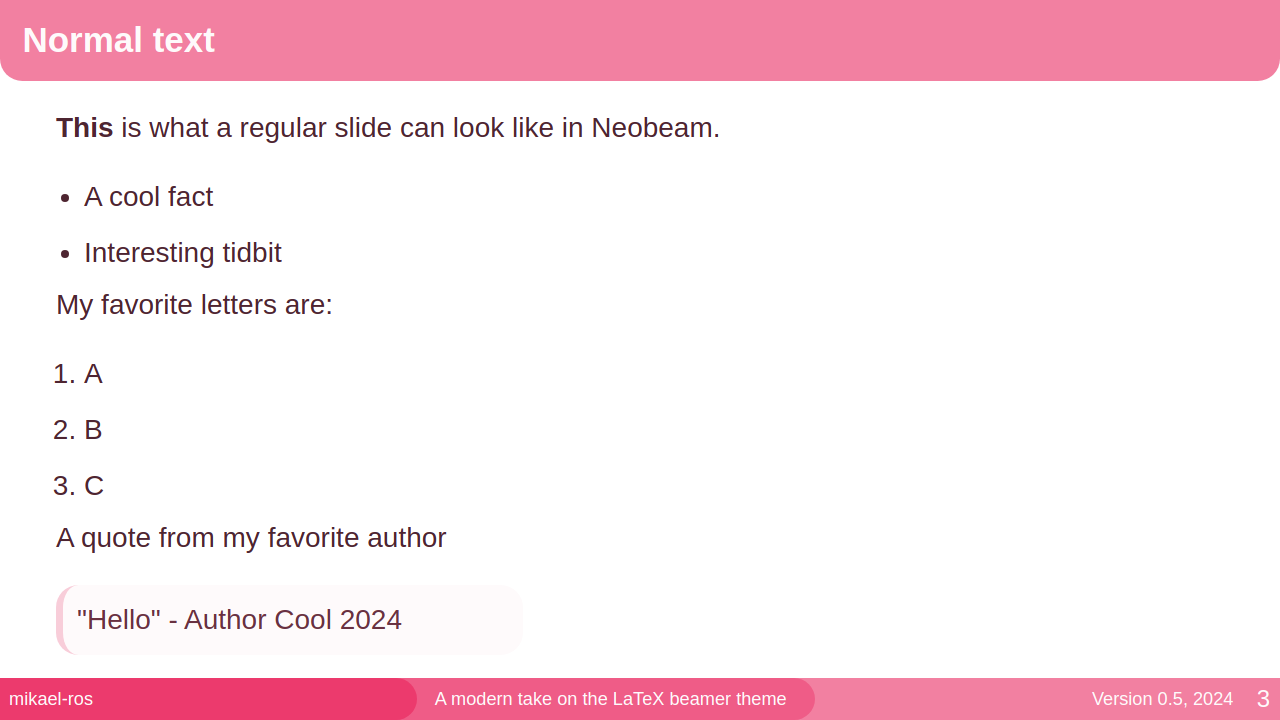 Normal text
This is what a regular slide can look like in Neobeam.
• A cool fact
• Interesting tidbit
My favorite letters are:
1. A
2. B
3. C
A quote from my favorite author
"Hello" - Author Cool 2024
mikael-ros
A modern take on the LaTeX beamer theme
Version 0.5, 2024
3